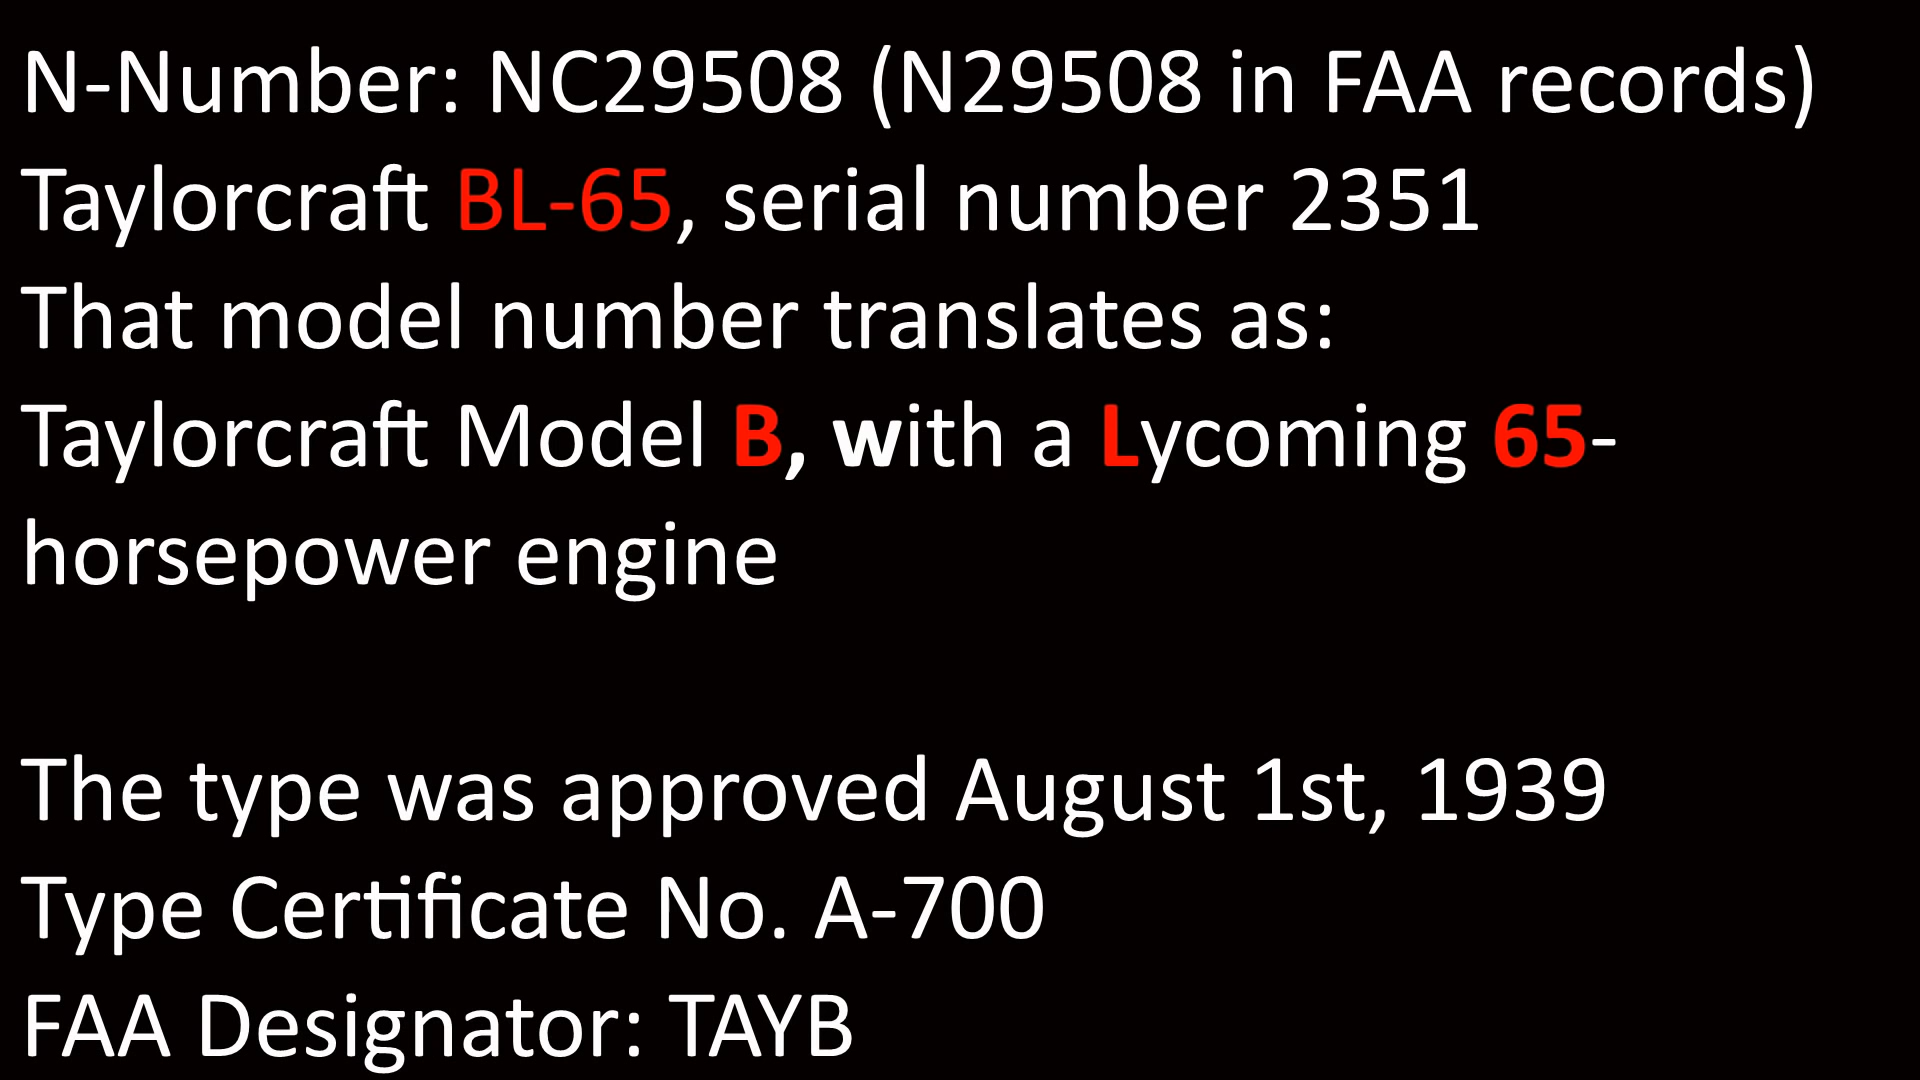 N-Number: NC29508 (N29508 in FAA records)
Taylorcraft BL-65, serial number 2351
That model number translates as:
Taylorcraft Model B, with a Lycoming 65-
horsepower engine
The type was approved August 1st, 1939
Type Certificate No. A-700
FAA Designator: TAYB